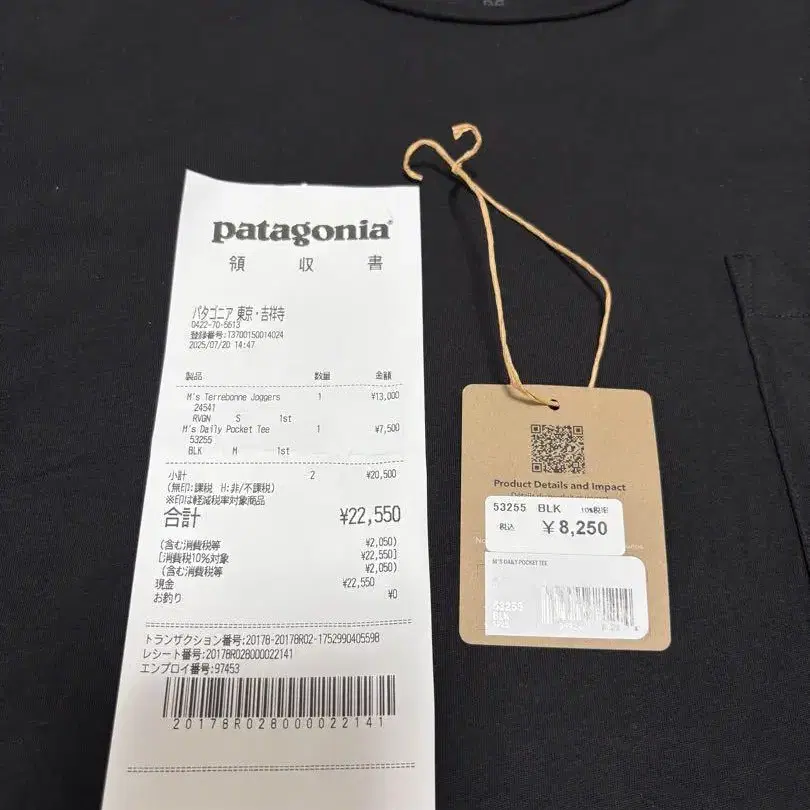 patagonia
領 収 書
パタゴニア 東京・吉祥寺
0422-70-5613
登録番号:T3700150014024
2025/07/20 14:47
製品 数量 金額
M's Terrebonne Joggers 1 ¥13,000
24541
RVGN S 1st
M's Daily Pocket Tee 1 ¥7,500
53255
BLK M 1st
小計 2 ¥20,500
(無印:課税 H:非/不課税)
※印は軽減税率対象商品
合計 ¥22,550
(含む消費税等 ¥2,050)
[消費税10%対象 ¥22,550]
(含む消費税等 ¥2,050)
現金 ¥22,550
お釣り ¥0
トランザクション番号:20178-20178R02-1752990405598
レシート番号:20178R028000022141
エンプロイ番号:97453
20178R028000022141
Product Details and Impact
53255 BLK 10%税率
税込 ¥8,250
M'S DAILY POCKET TEE
53255
BLK